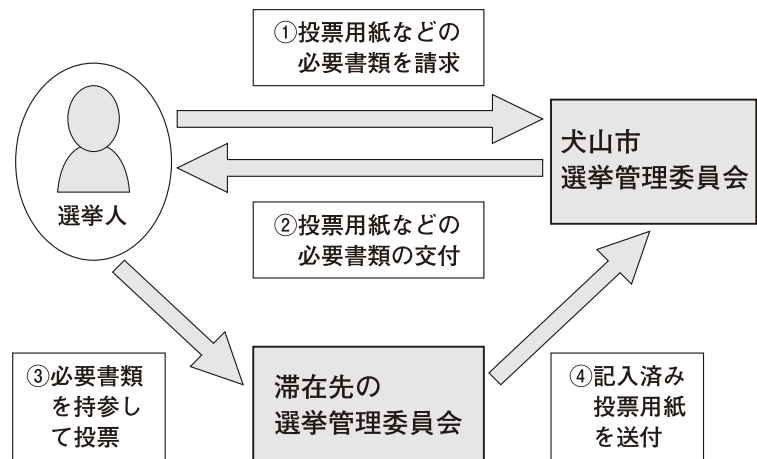 ①投票用紙などの
必要書類を請求
犬山市
選挙管理委員会
選挙人
②投票用紙などの
必要書類の交付
③必要書類
を持参し
て投票
滞在先の
選挙管理委員会
④記入済み
投票用紙
を送付